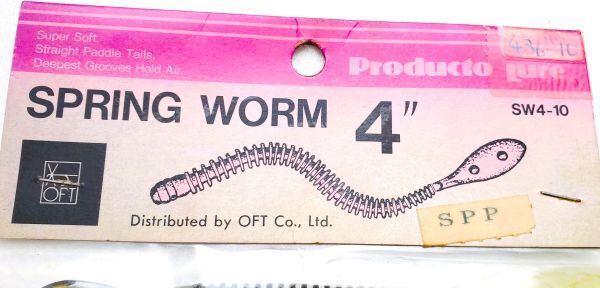 Super Soft.
Straight Paddle Tails.
Deepest Grooves Hold Air.
Producto Lure
SPRING WORM 4"
SW4-10
OFT
SPP
Distributed by OFT Co., Ltd.